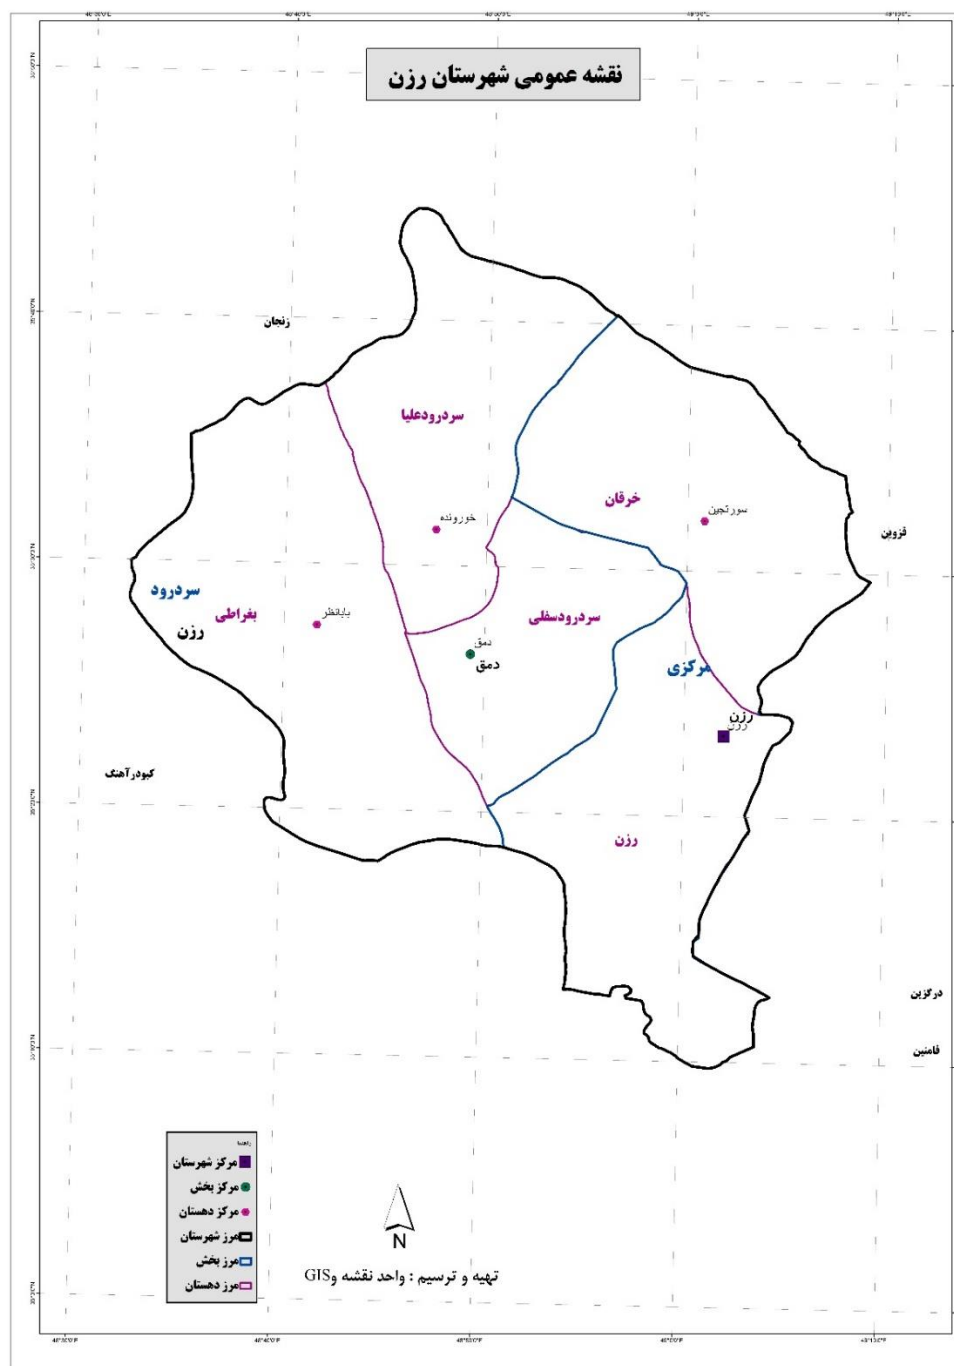 نقشه عمومی شهرستان رزن
زنجان
سردرودعلیا
خرقان
سورتجین
خورونده
قزوین
سردرود
رزن
بغراطی
بابانظر
سردرودسفلی
دمق
دمق
مرکزی
رزن
رزن
کبودرآهنگ
رزن
درگزین
فامنین
راهنما
مرکز شهرستان
مرکز بخش
مرکز دهستان
مرز شهرستان
مرز بخش
مرز دهستان
N
تهیه و ترسیم : واحد نقشه وGIS